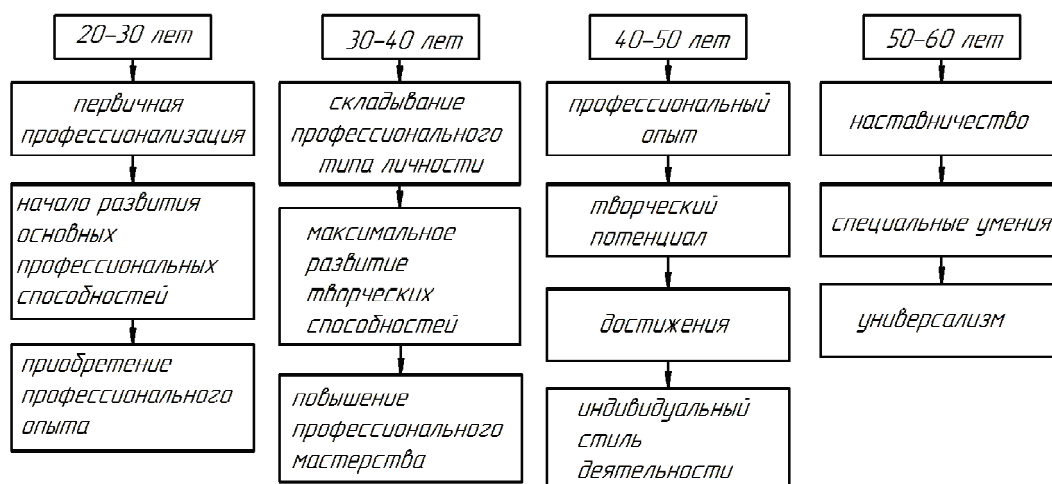 20–30 лет
первичная
профессионализация
начало развития
основных
профессиональных
способностей
приобретение
профессионального
опыта
30–40 лет
складывание
профессионального
типа личности
максимальное
развитие
творческих
способностей
повышение
профессионального
мастерства
40–50 лет
профессиональный
опыт
творческий
потенциал
достижения
индивидуальный
стиль
деятельности
50–60 лет
наставничество
специальные умения
универсализм